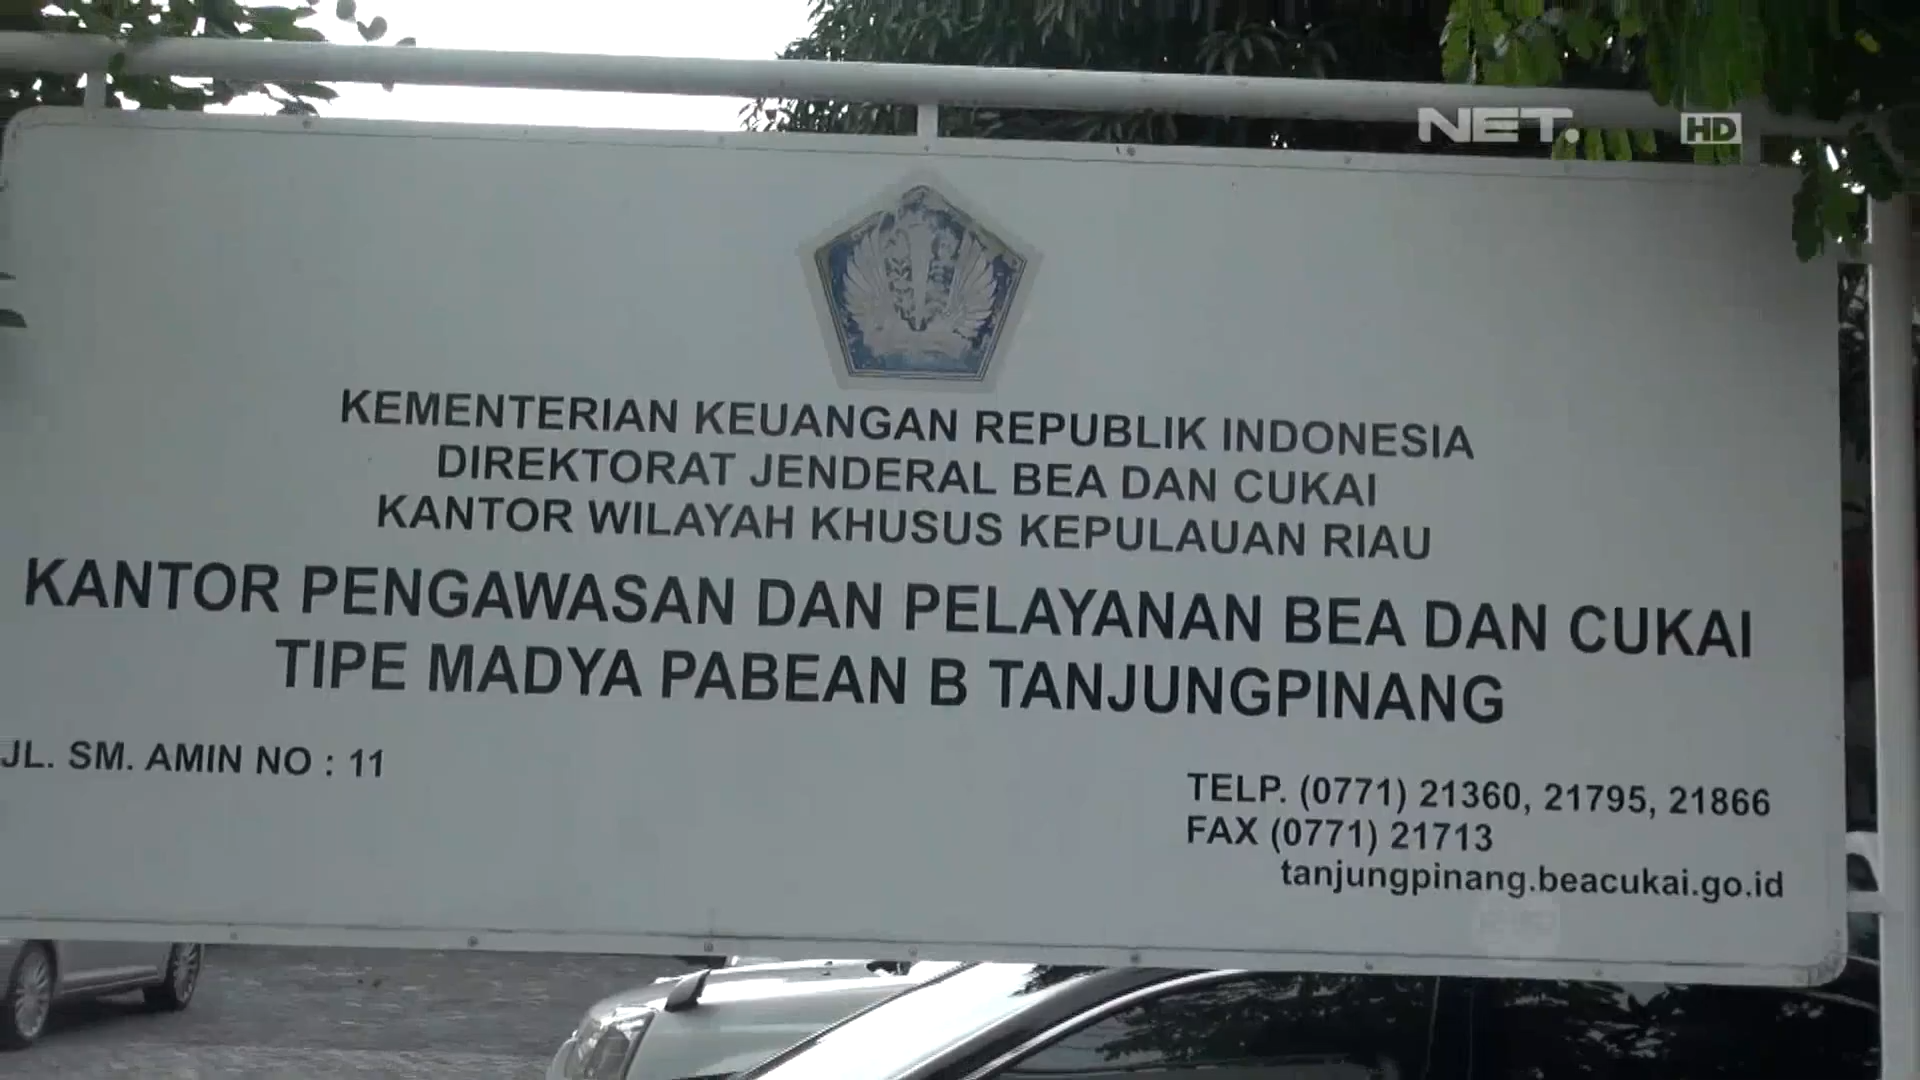 NET. HD
KEMENTERIAN KEUANGAN REPUBLIK INDONESIA
DIREKTORAT JENDERAL BEA DAN CUKAI
KANTOR WILAYAH KHUSUS KEPULAUAN RIAU
KANTOR PENGAWASAN DAN PELAYANAN BEA DAN CUKAI
TIPE MADYA PABEAN B TANJUNGPINANG
JL. SM. AMIN NO : 11
TELP. (0771) 21360, 21795, 21866
FAX (0771) 21713
tanjungpinang.beacukai.go.id